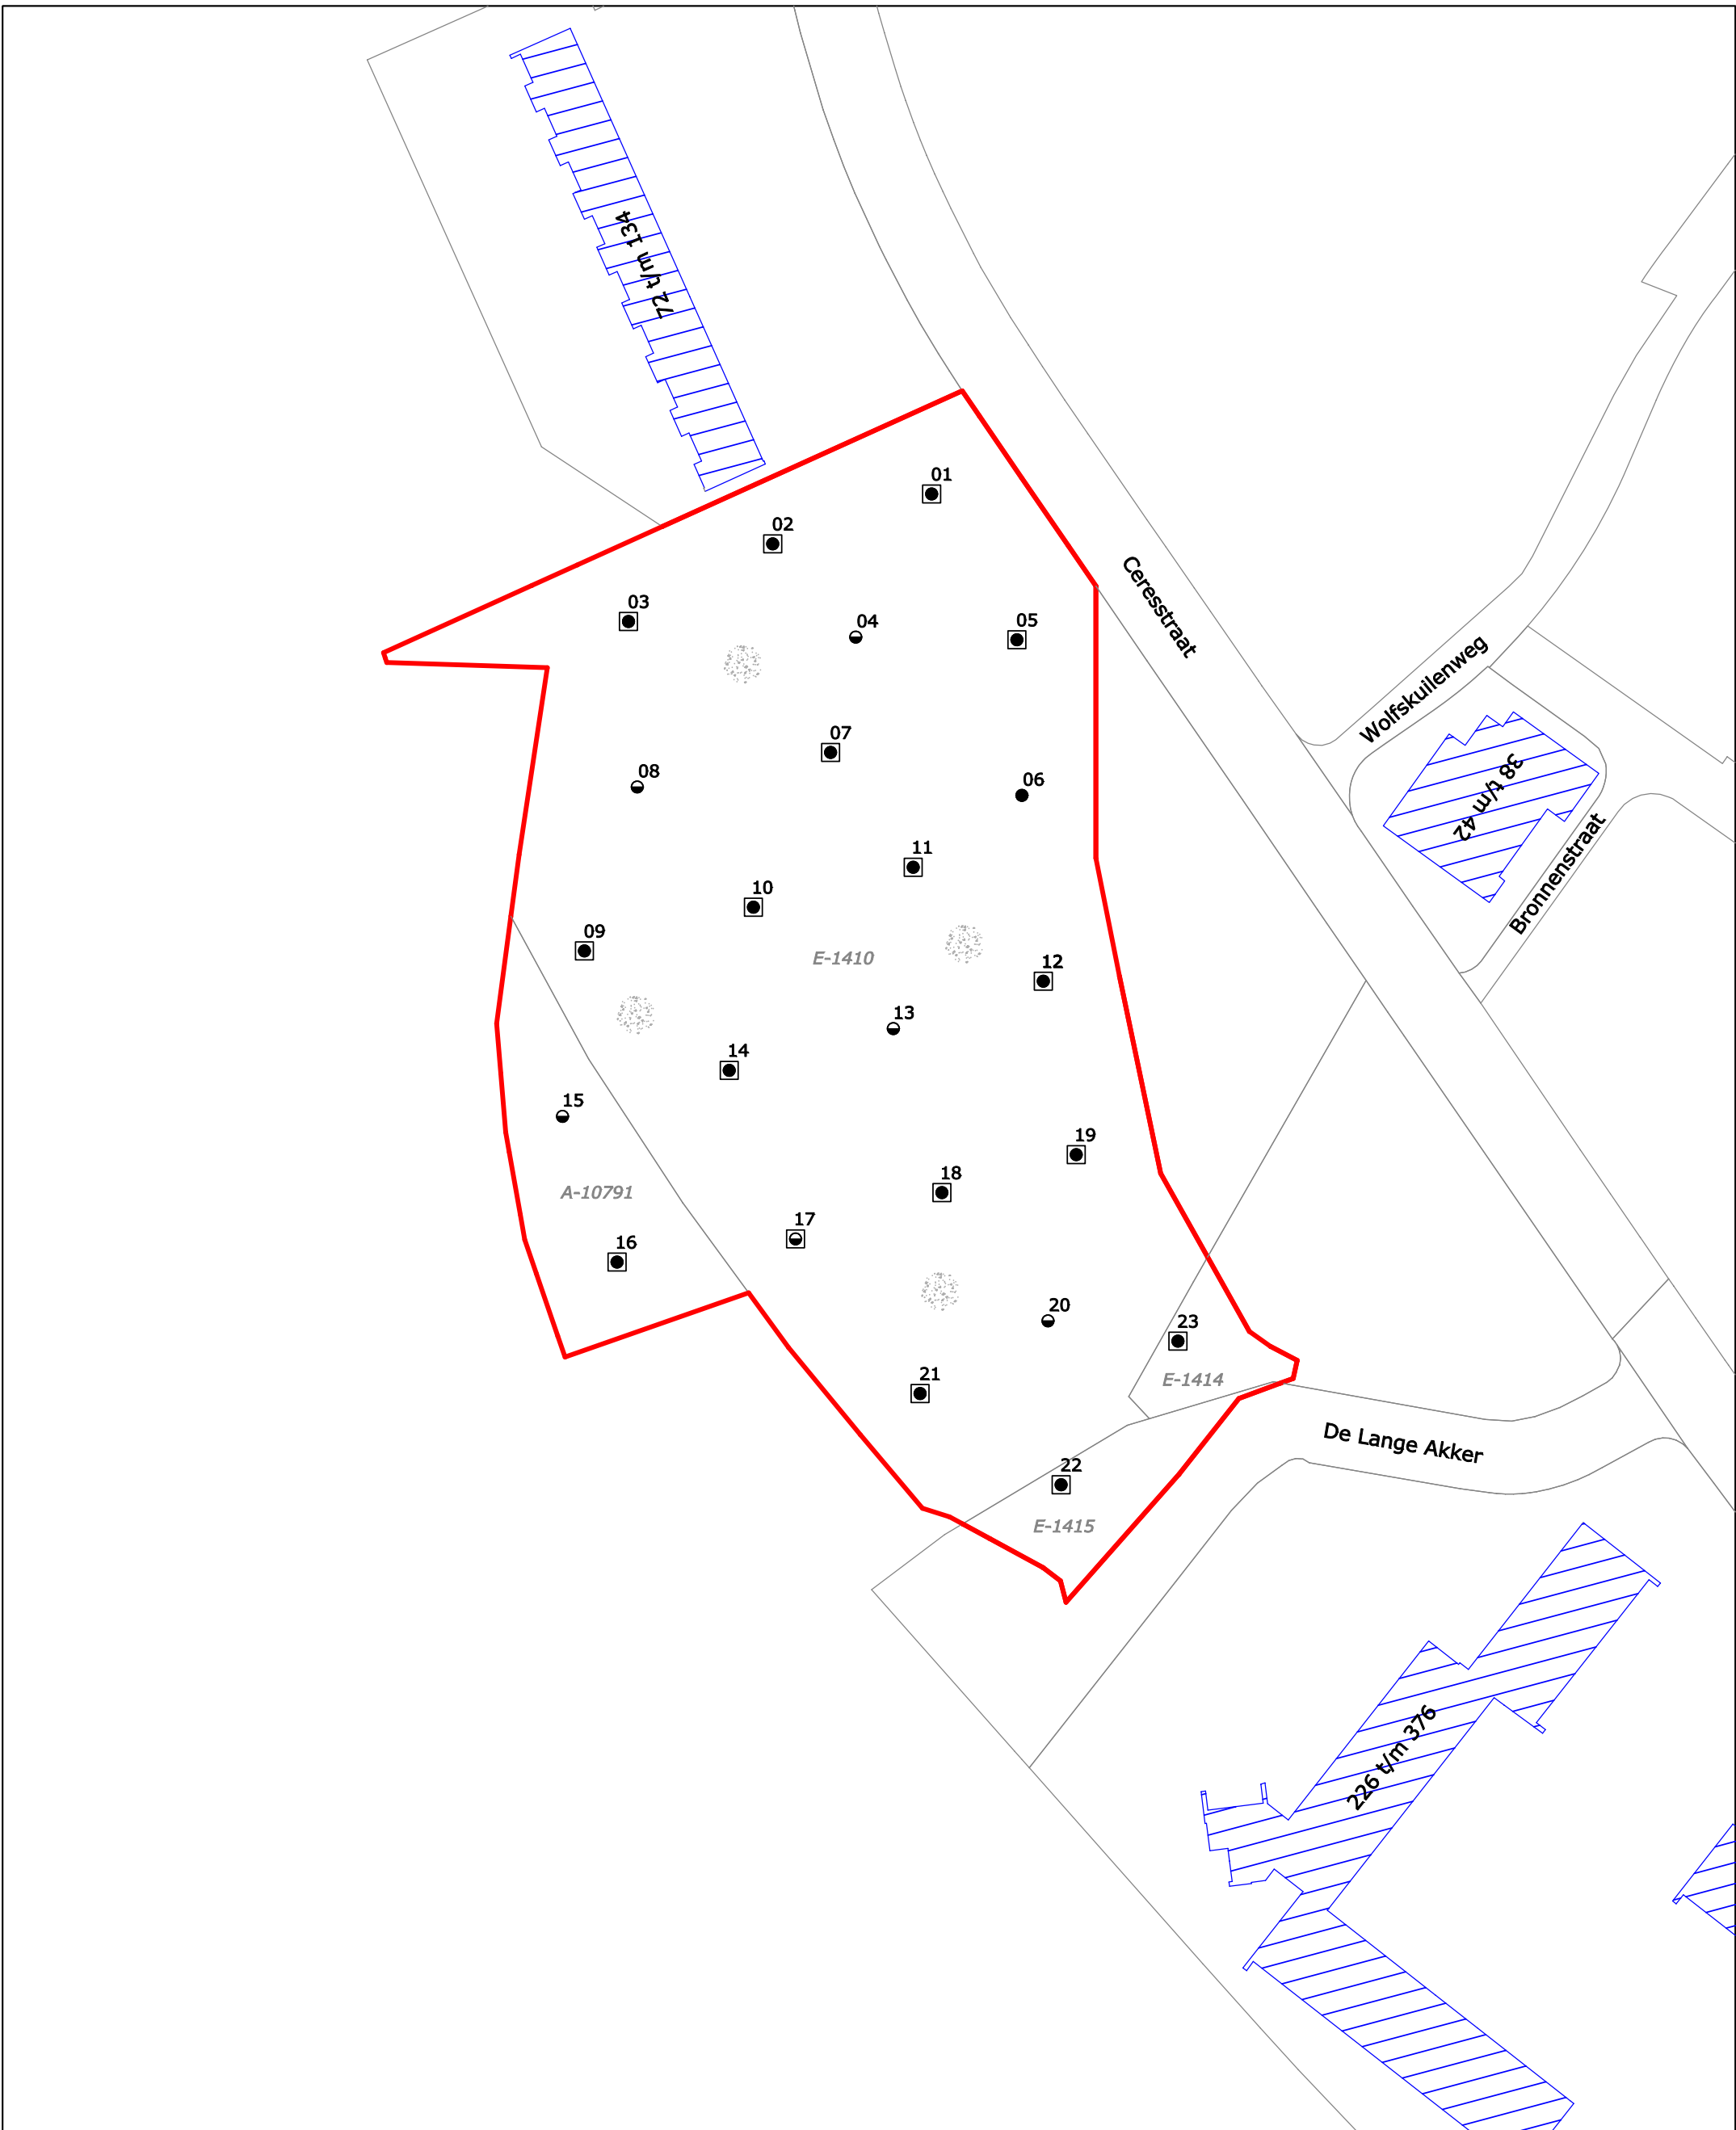 72 t/m 134
01
02
03
04
05
Ceresstraat
Wolfskuilenweg
07
08
06
38 t/m 42
Bronnenstraat
11
10
09
E-1410
12
13
14
15
19
18
A-10791
17
16
20
23
21
E-1414
De Lange Akker
22
E-1415
226 t/m 376